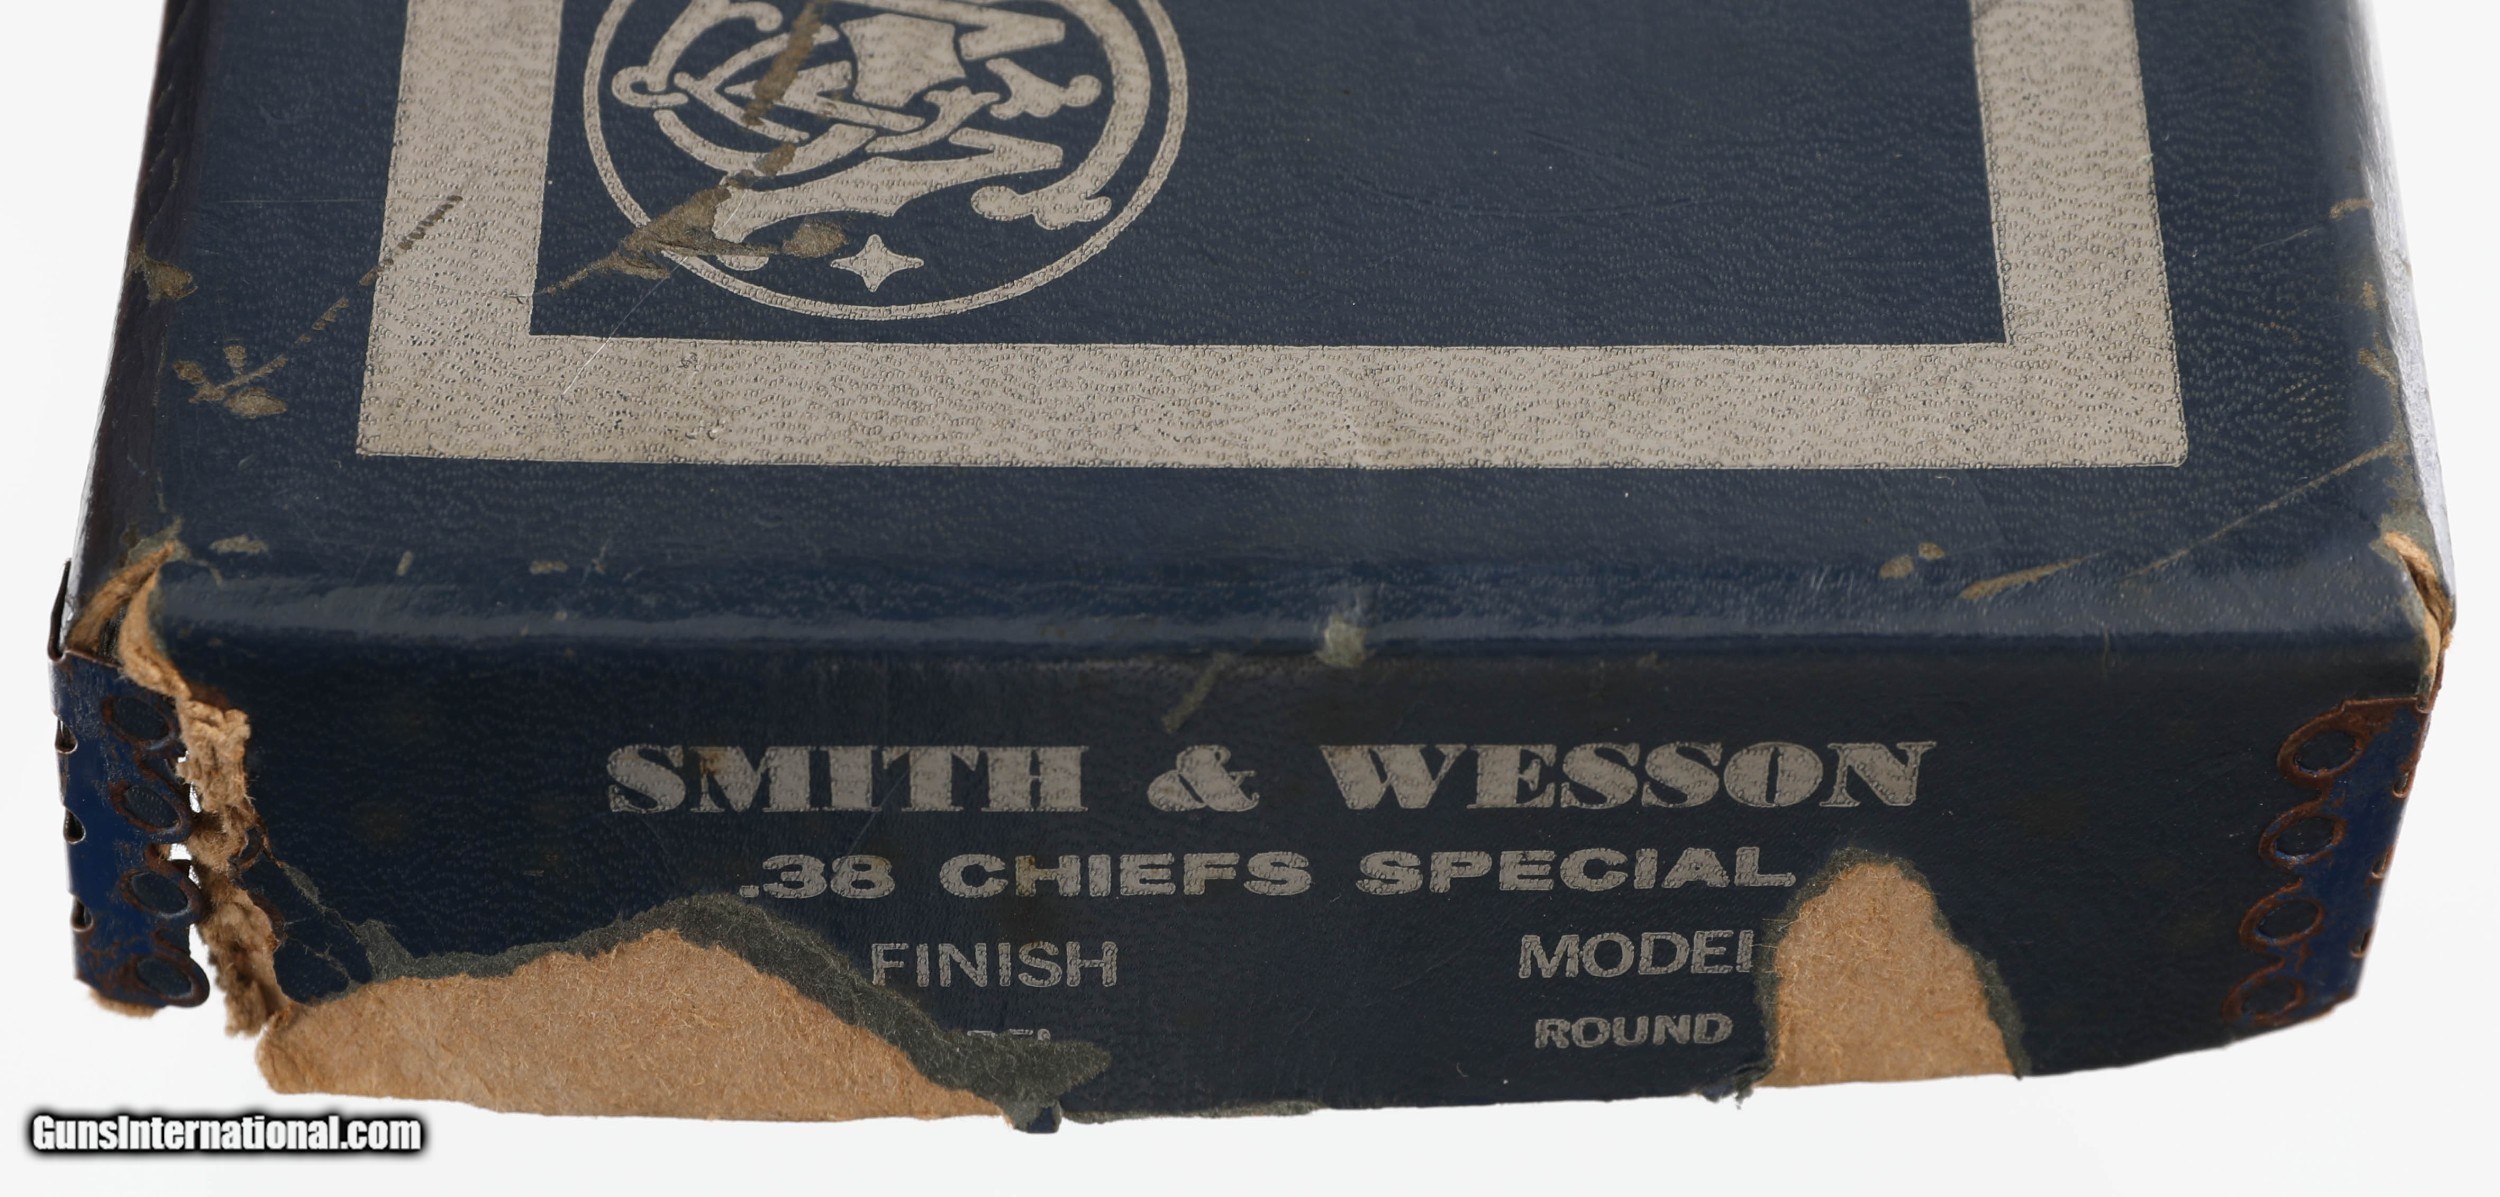 SMITH & WESSON
.38 CHIEFS SPECIAL
FINISH MODEL
ROUND
GunsInternational.com